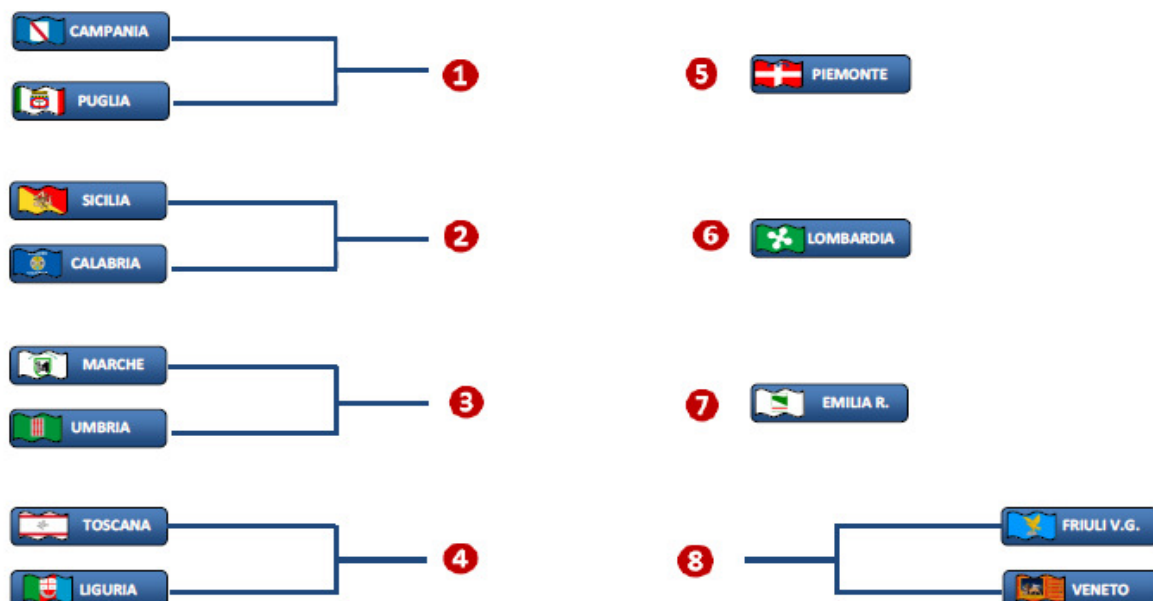 CAMPANIA
PUGLIA
1
5
PIEMONTE
SICILIA
CALABRIA
2
6
LOMBARDIA
MARCHE
UMBRIA
3
7
EMILIA R.
TOSCANA
LIGURIA
4
8
FRIULI V.G.
VENETO